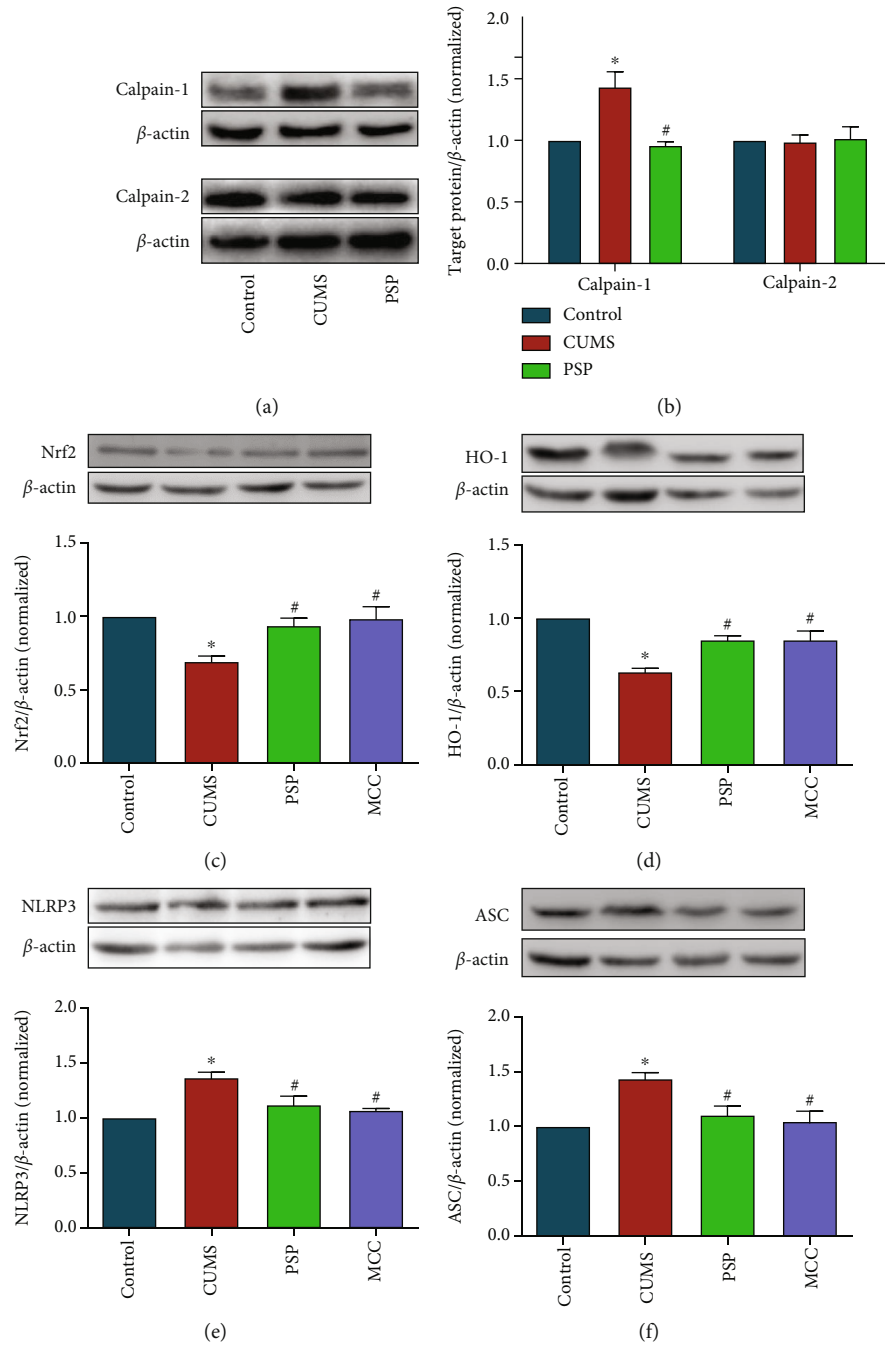 Calpain-1
β-actin
Calpain-2
β-actin
Control
CUMS
PSP
(a)
Target protein/β-actin (normalized)
2.0
1.5
1.0
0.5
0.0
*
#
Calpain-1
Calpain-2
Control
CUMS
PSP
(b)
Nrf2
β-actin
Nrf2/β-actin (normalized)
1.5
1.0
0.5
0.0
*
#
#
Control
CUMS
PSP
MCC
(c)
HO-1
β-actin
HO-1/β-actin (normalized)
1.5
1.0
0.5
0.0
*
#
#
Control
CUMS
PSP
MCC
(d)
NLRP3
β-actin
NLRP3/β-actin (normalized)
2.0
1.5
1.0
0.5
0.0
*
#
#
Control
CUMS
PSP
MCC
(e)
ASC
β-actin
ASC/β-actin (normalized)
2.0
1.5
1.0
0.5
0.0
*
#
#
Control
CUMS
PSP
MCC
(f)